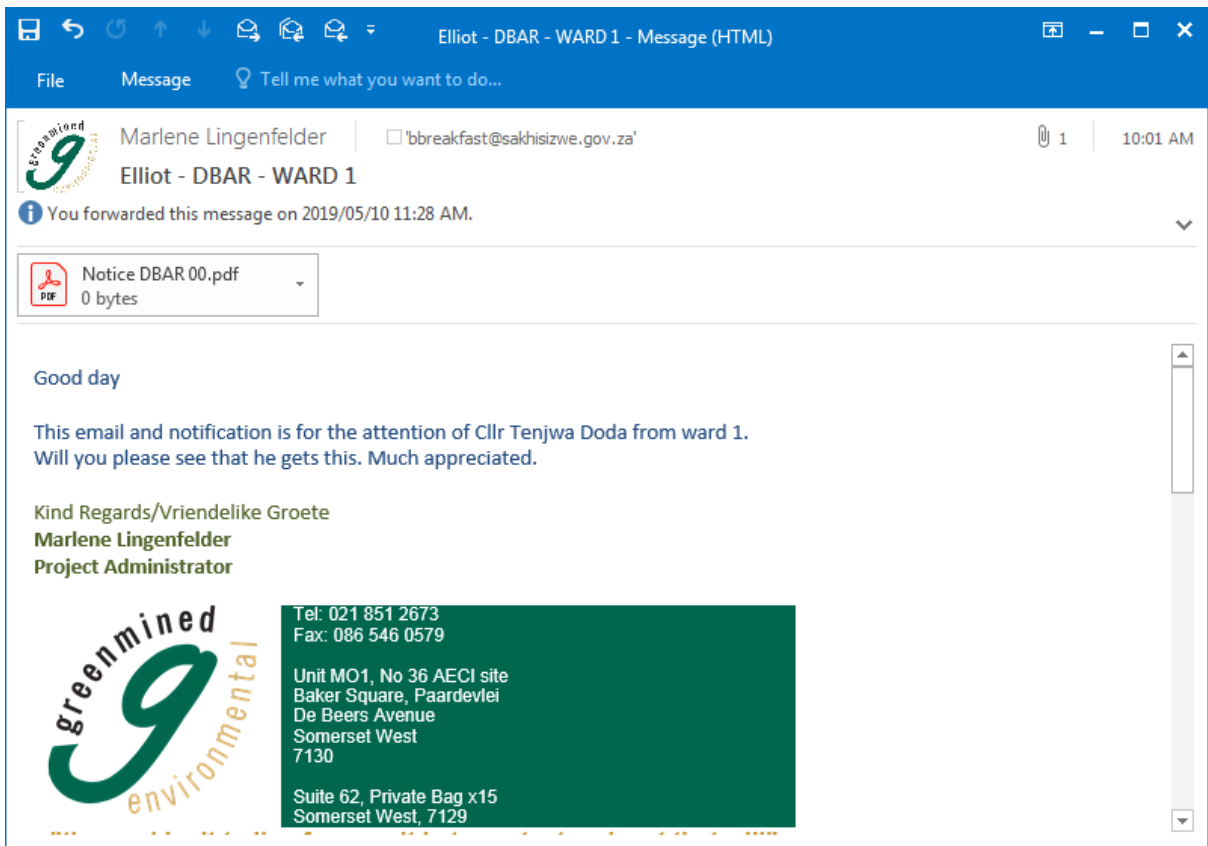 Elliot - DBAR - WARD 1 - Message (HTML)
File Message Tell me what you want to do...
Marlene Lingenfelder 'bbreakfast@sakhisizwe.gov.za' 1 10:01 AM
Elliot - DBAR - WARD 1
You forwarded this message on 2019/05/10 11:28 AM.
Notice DBAR 00.pdf
PDF 0 bytes
Good day
This email and notification is for the attention of Cllr Tenjwa Doda from ward 1.
Will you please see that he gets this. Much appreciated.
Kind Regards/Vriendelike Groete
Marlene Lingenfelder
Project Administrator
greenmined
environmental
Tel: 021 851 2673
Fax: 086 546 0579
Unit MO1, No 36 AECI site
Baker Square, Paardevlei
De Beers Avenue
Somerset West
7130
Suite 62, Private Bag x15
Somerset West, 7129